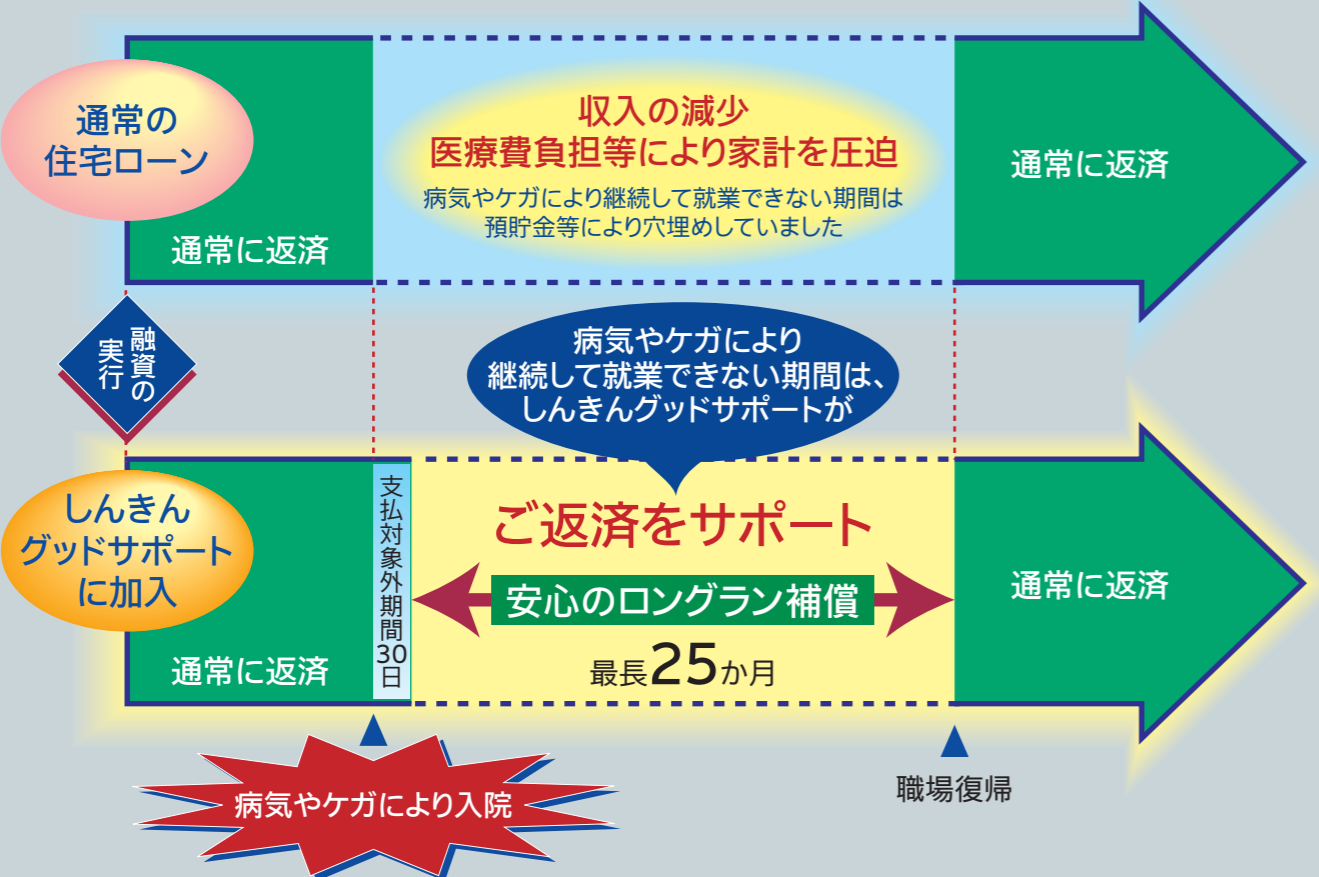 通常の
住宅ローン
通常に返済
収入の減少
医療費負担等により家計を圧迫
病気やケガにより継続して就業できない期間は
預貯金等により穴埋めしていました
通常に返済
融資の
実行
病気やケガにより
継続して就業できない期間は、
しんきんグッドサポートが
しんきん
グッドサポート
に加入
通常に返済
支払対象外期間30日
ご返済をサポート
安心のロングラン補償
最長25か月
通常に返済
病気やケガにより入院
職場復帰